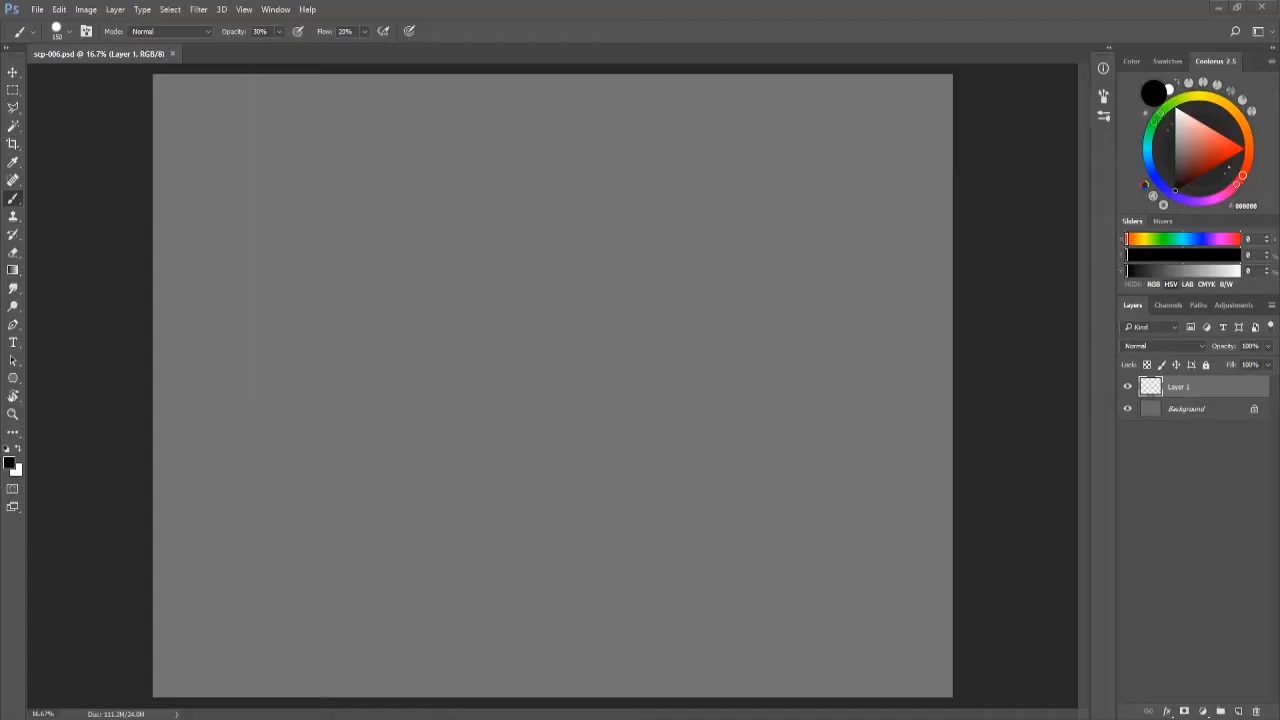 Ps File Edit Image Layer Type Select Filter 3D View Window Help
150 Mode: Normal Opacity: 30% Flow: 20%
scp-006.psd @ 16.7% (Layer 1, RGB/8) ×
Color Swatches Coolorus 2.5
# 000000
Sliders Mixers
H 0
0
V 0
MODE: RGB HSV LAB CMYK B/W
Layers Channels Paths Adjustments
Kind
Normal Opacity: 100%
Lock: Fill: 100%
Layer 1
Background
16.67% Doc: 111.2M/24.0M